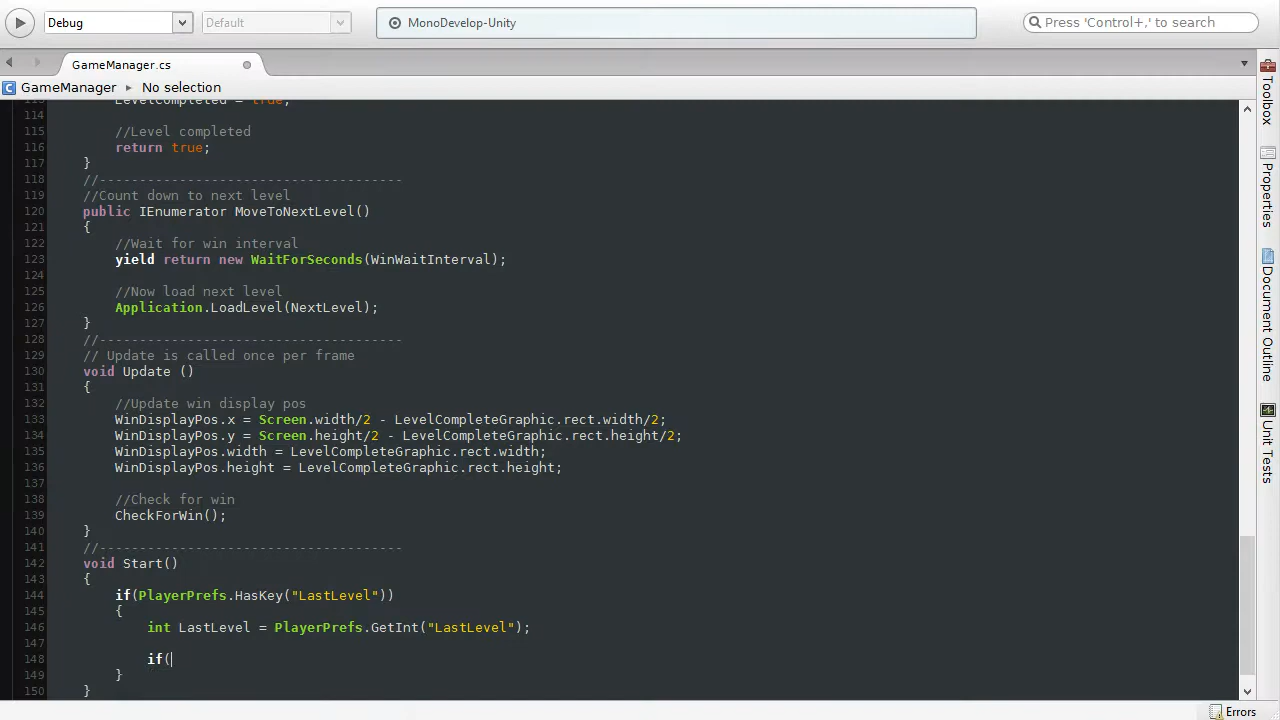 Debug
Default
MonoDevelop-Unity
Press 'Control+,' to search
GameManager.cs
GameManager ▸ No selection
113 LevelCompleted = true;
114
115 //Level completed
116 return true;
117 }
118 //--------------------------------------
119 //Count down to next level
120 public IEnumerator MoveToNextLevel()
121 {
122 //Wait for win interval
123 yield return new WaitForSeconds(WinWaitInterval);
124
125 //Now load next level
126 Application.LoadLevel(NextLevel);
127 }
128 //--------------------------------------
129 // Update is called once per frame
130 void Update ()
131 {
132 //Update win display pos
133 WinDisplayPos.x = Screen.width/2 - LevelCompleteGraphic.rect.width/2;
134 WinDisplayPos.y = Screen.height/2 - LevelCompleteGraphic.rect.height/2;
135 WinDisplayPos.width = LevelCompleteGraphic.rect.width;
136 WinDisplayPos.height = LevelCompleteGraphic.rect.height;
137
138 //Check for win
139 CheckForWin();
140 }
141 //--------------------------------------
142 void Start()
143 {
144 if(PlayerPrefs.HasKey("LastLevel"))
145 {
146 int LastLevel = PlayerPrefs.GetInt("LastLevel");
147
148 if(
149 }
150 }
Toolbox
Properties
Document Outline
Unit Tests
Errors